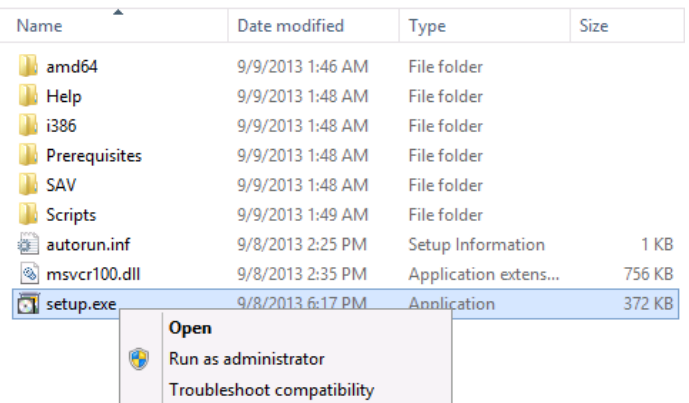 Name Date modified Type Size
amd64 9/9/2013 1:46 AM File folder
Help 9/9/2013 1:48 AM File folder
i386 9/9/2013 1:48 AM File folder
Prerequisites 9/9/2013 1:48 AM File folder
SAV 9/9/2013 1:48 AM File folder
Scripts 9/9/2013 1:49 AM File folder
autorun.inf 9/8/2013 2:25 PM Setup Information 1 KB
msvcr100.dll 9/8/2013 2:35 PM Application extens... 756 KB
setup.exe 9/8/2013 6:17 PM Application 372 KB
Open
Run as administrator
Troubleshoot compatibility